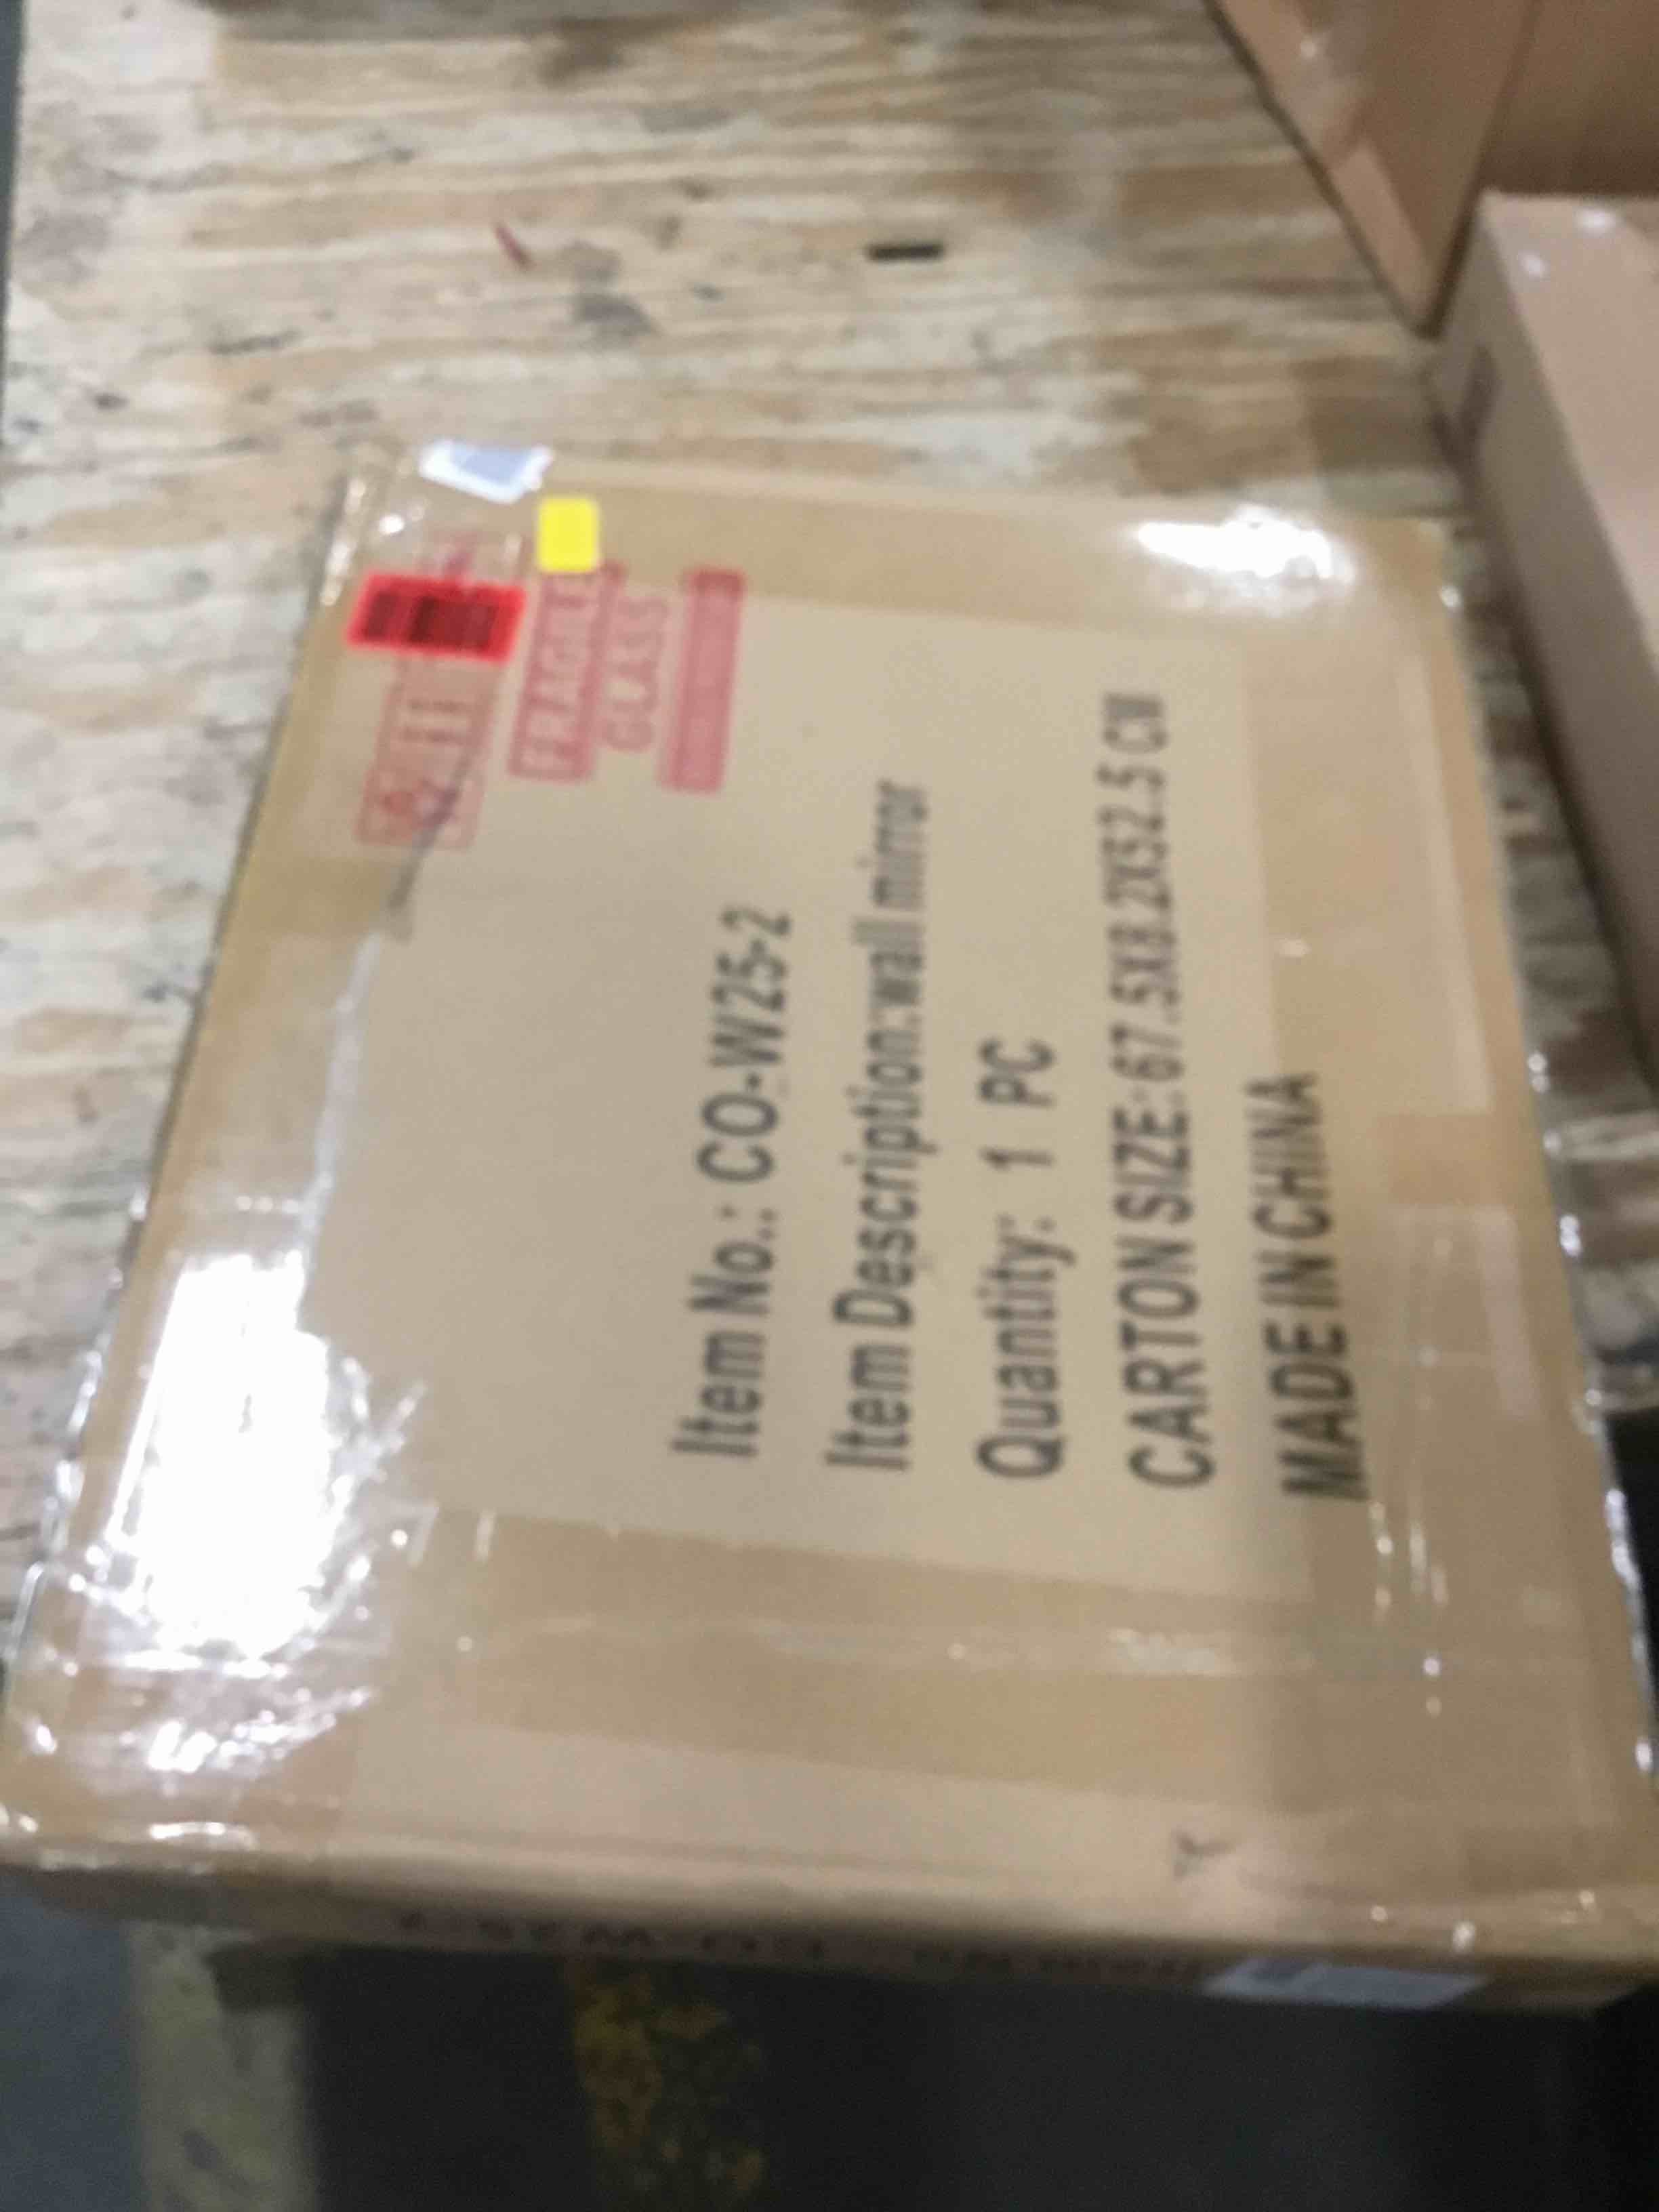 FRAGILE
GLASS
Item No.: CO-W25-2
Item Description:wall mirror
Quantity: 1 PC
CARTON SIZE:67.5X8.2X52.5 CM
MADE IN CHINA